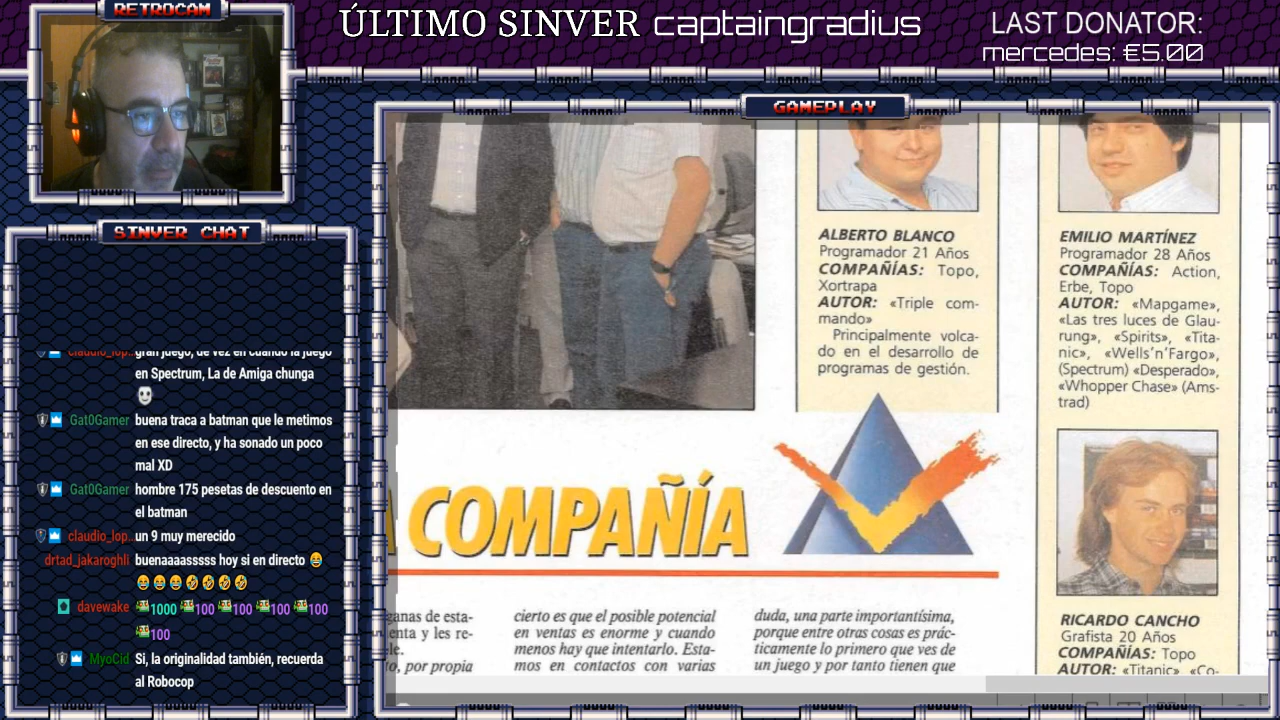 RETROCAM
ÚLTIMO SINVER captaingradius
LAST DONATOR:
mercedes: €5.00
GAMEPLAY
SINVER CHAT
claudio_lop.. gran juego, de vez en cuando la juego
en Spectrum, La de Amiga chunga
Gat0Gamer buena traca a batman que le metimos
en ese directo, y ha sonado un poco
mal XD
Gat0Gamer hombre 175 pesetas de descuento en
el batman
claudio_lop.. un 9 muy merecido
drtad_jakaroghli buenaaaasssss hoy si en directo
davewake 1000 100 100 100 100
100
MyoCid Si, la originalidad también, recuerda
al Robocop
ALBERTO BLANCO
Programador 21 Años
COMPAÑÍAS: Topo,
Xortrapa
AUTOR: «Triple com-
mando»
Principalmente volca-
do en el desarrollo de
programas de gestión.
EMILIO MARTÍNEZ
Programador 28 Años
COMPAÑÍAS: Action,
Erbe, Topo
AUTOR: «Mapgame»,
«Las tres luces de Glau-
rung», «Spirits», «Tita-
nic», «Wells'n'Fargo»,
(Spectrum) «Desperado»,
«Whopper Chase» (Ams-
trad)
A COMPAÑÍA
ganas de esta-
enta y les re-
le.
to, por propia
cierto es que el posible potencial
en ventas es enorme y cuando
menos hay que intentarlo. Esta-
mos en contactos con varias
duda, una parte importantísima,
porque entre otras cosas es prác-
ticamente lo primero que ves de
un juego y por tanto tienen que
RICARDO CANCHO
Grafista 20 Años
COMPAÑÍAS: Topo
AUTOR: «Titanic», «Co-